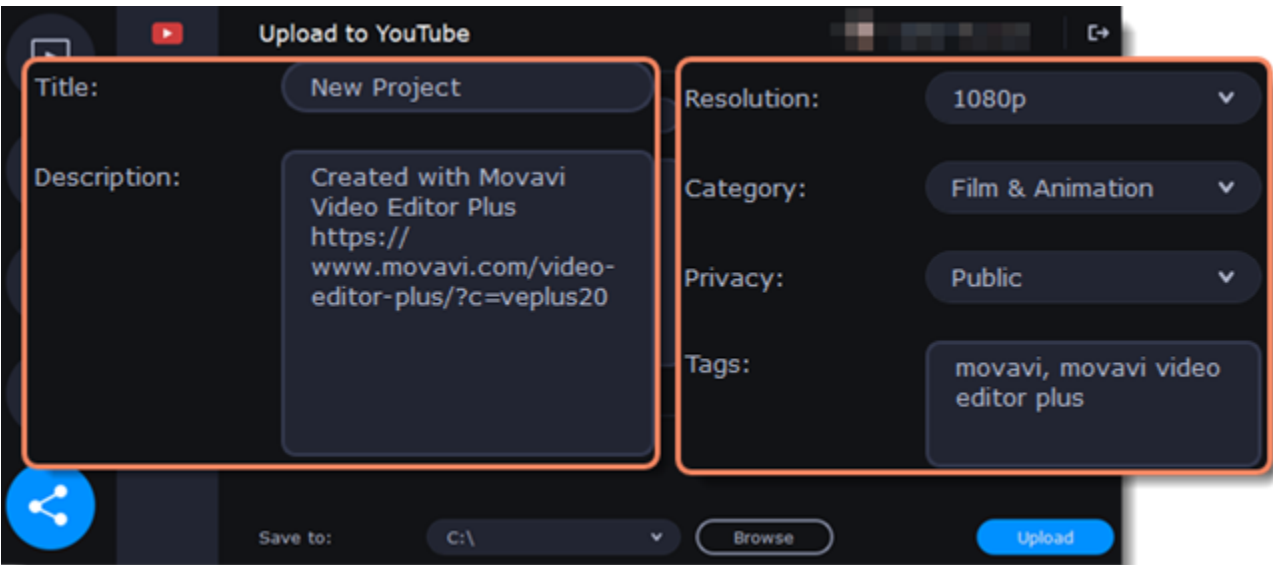 Upload to YouTube
Title:
New Project
Description:
Created with Movavi
Video Editor Plus
https://
www.movavi.com/video-
editor-plus/?c=veplus20
Resolution:
1080p
Category:
Film & Animation
Privacy:
Public
Tags:
movavi, movavi video
editor plus
Save to:
C:\
Browse
Upload